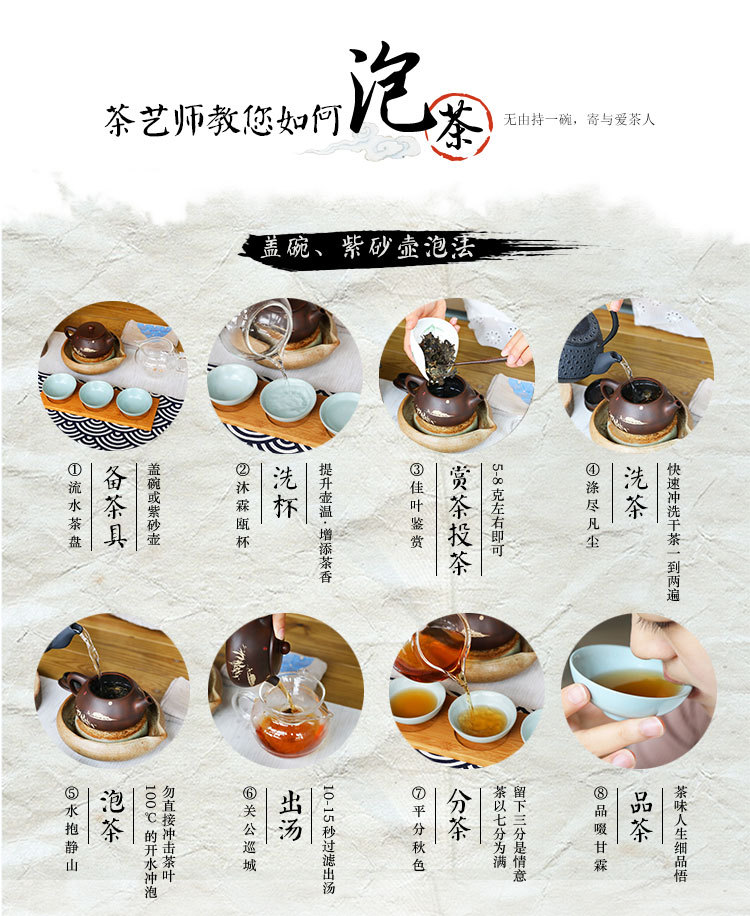 茶艺师教您如何泡茶
无由持一碗，寄与爱茶人
盖碗、紫砂壶泡法
①流水茶盘
备茶具
盖碗或紫砂壶
②沐霖瓯杯
洗杯
提升壶温·增添茶香
③佳叶鉴赏
赏茶投茶
5-8克左右即可
④涤尽凡尘
洗茶
快速冲洗干茶一到两遍
⑤水抱静山
泡茶
勿直接冲击茶叶
100℃的开水冲泡
⑥关公巡城
出汤
10-15秒过滤出汤
⑦平分秋色
分茶
留下三分是情意
茶以七分为满
⑧品啜甘霖
品茶
茶味人生细品悟